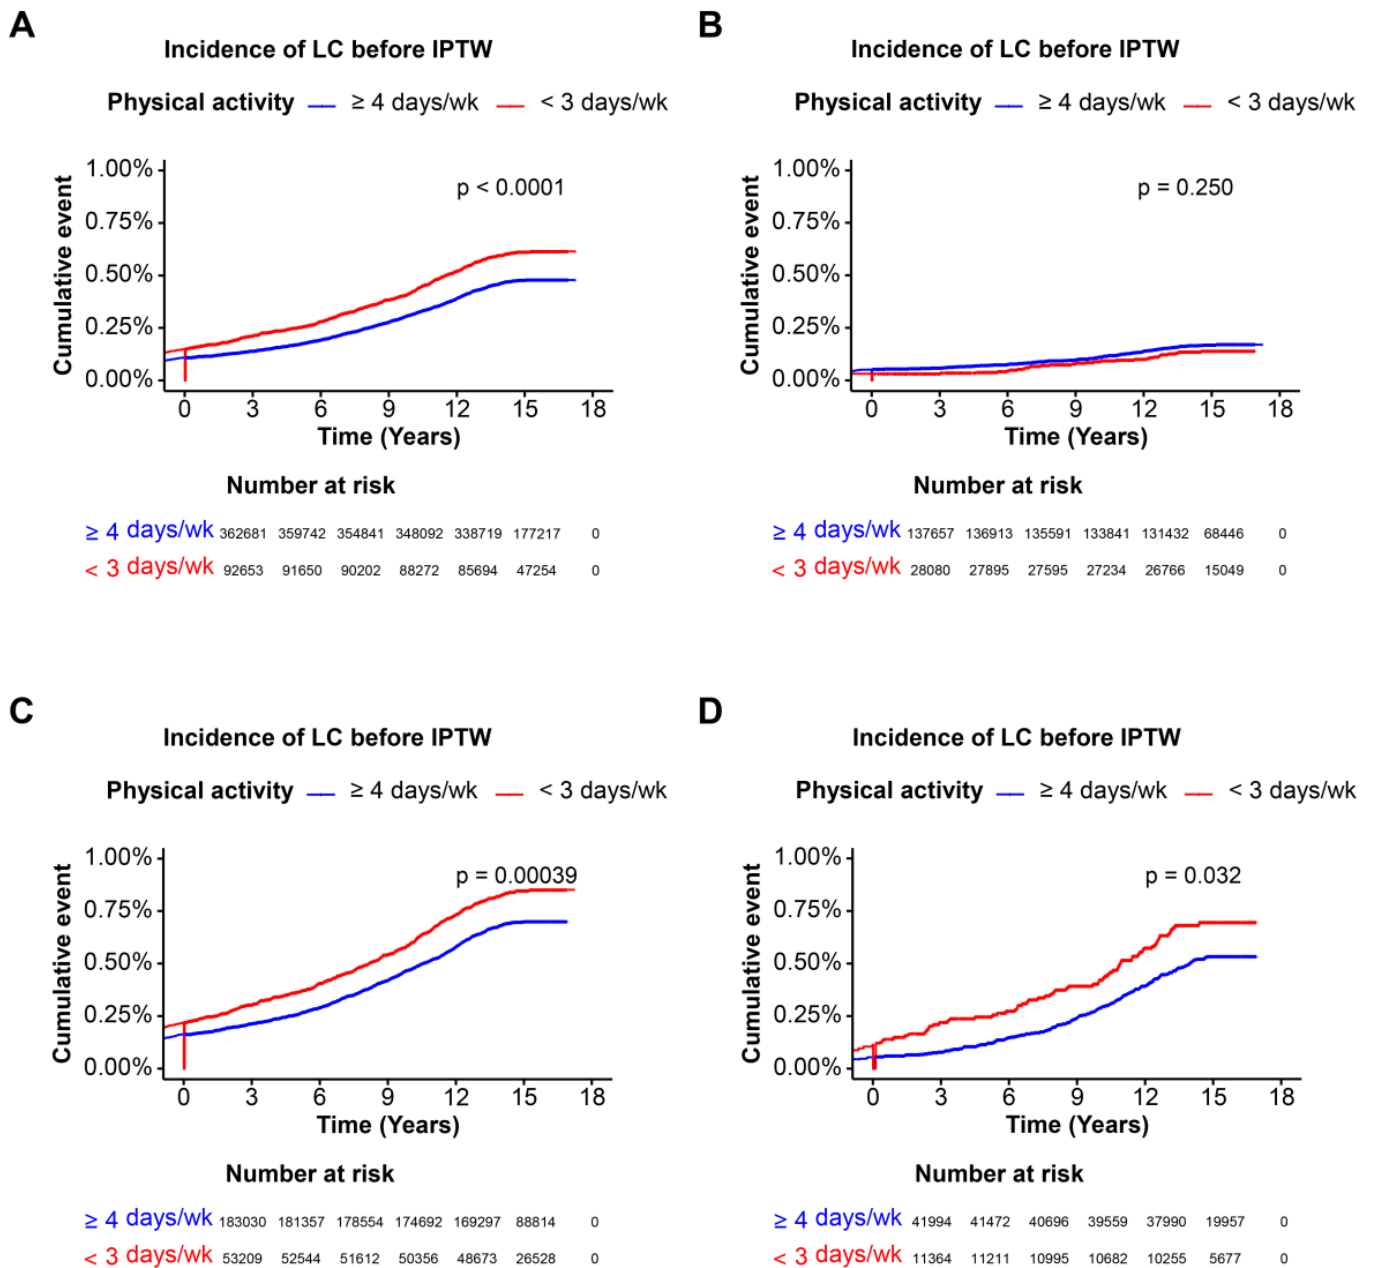 A
Incidence of LC before IPTW
Physical activity ≥ 4 days/wk < 3 days/wk
1.00%
0.75%
0.50%
0.25%
0.00%
Cumulative event
p < 0.0001
0 3 6 9 12 15 18
Time (Years)
Number at risk
≥ 4 days/wk 362681 359742 354841 348092 338719 177217 0
< 3 days/wk 92653 91650 90202 88272 85694 47254 0
B
Incidence of LC before IPTW
Physical activity ≥ 4 days/wk < 3 days/wk
1.00%
0.75%
0.50%
0.25%
0.00%
Cumulative event
p = 0.250
0 3 6 9 12 15 18
Time (Years)
Number at risk
≥ 4 days/wk 137657 136913 135591 133841 131432 68446 0
< 3 days/wk 28080 27895 27595 27234 26766 15049 0
C
Incidence of LC before IPTW
Physical activity ≥ 4 days/wk < 3 days/wk
1.00%
0.75%
0.50%
0.25%
0.00%
Cumulative event
p = 0.00039
0 3 6 9 12 15 18
Time (Years)
Number at risk
≥ 4 days/wk 183030 181357 178554 174692 169297 88814 0
< 3 days/wk 53209 52544 51612 50356 48673 26528 0
D
Incidence of LC before IPTW
Physical activity ≥ 4 days/wk < 3 days/wk
1.00%
0.75%
0.50%
0.25%
0.00%
Cumulative event
p = 0.032
0 3 6 9 12 15 18
Time (Years)
Number at risk
≥ 4 days/wk 41994 41472 40696 39559 37990 19957 0
< 3 days/wk 11364 11211 10995 10682 10255 5677 0